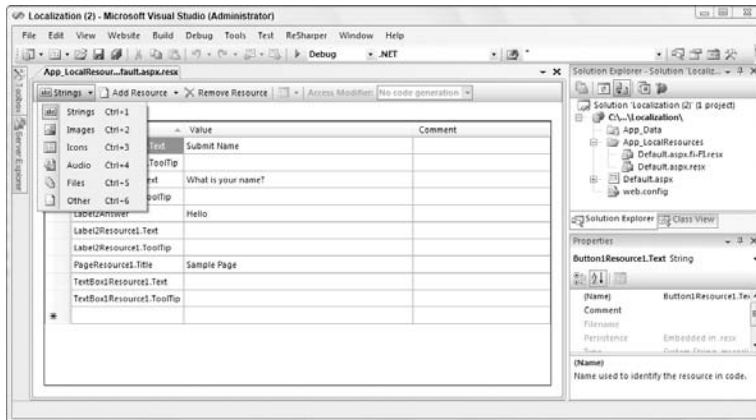 Localization (2) - Microsoft Visual Studio (Administrator)
File Edit View Website Build Debug Tools Test ReSharper Window Help
Debug .NET
App_LocalResour...fault.aspx.resx
Strings Add Resource Remove Resource Access Modifier: No code generation
Strings Ctrl+1
Images Ctrl+2
Icons Ctrl+3
Audio Ctrl+4
Files Ctrl+5
Other Ctrl+6
Value Comment
.Text Submit Name
.ToolTip
ext What is your name?
oolTip
Label2Answer Hello
Label2Resource1.Text
Label2Resource1.ToolTip
PageResource1.Title Sample Page
TextBox1Resource1.Text
TextBox1Resource1.ToolTip
Toolbox
Server Explorer
Solution Explorer - Solution 'Localiz...
Solution 'Localization (2)' (1 project)
C:\...\Localization\
App_Data
App_LocalResources
Default.aspx.fi-FI.resx
Default.aspx.resx
Default.aspx
web.config
Solution Explorer Class View
Properties
Button1Resource1.Text String
(Name) Button1Resource1.Tex
Comment
Filename
Persistence Embedded in .resx
(Name)
Name used to identify the resource in code.